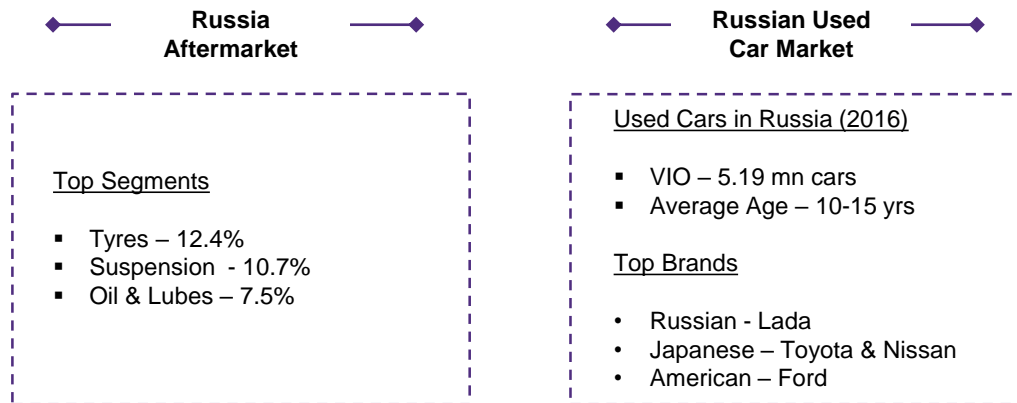 Russia
Aftermarket
Top Segments
▪ Tyres – 12.4%
▪ Suspension - 10.7%
▪ Oil & Lubes – 7.5%
Russian Used
Car Market
Used Cars in Russia (2016)
▪ VIO – 5.19 mn cars
▪ Average Age – 10-15 yrs
Top Brands
• Russian - Lada
• Japanese – Toyota & Nissan
• American – Ford